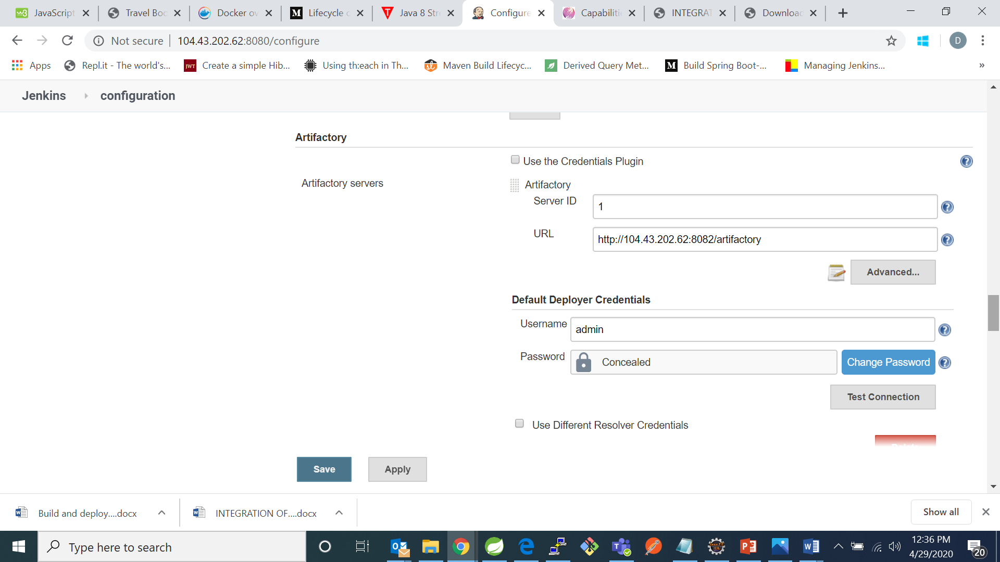 JavaScript
Travel Boo
Docker ov
Lifecycle o
Java 8 Stre
Configure
Capabiliti
INTEGRAT
Download
Not secure
104.43.202.62:8080/configure
D
Apps
Repl.it - The world's...
Create a simple Hib...
Using th:each in Th...
Maven Build Lifecyc...
Derived Query Met...
Build Spring Boot-...
Managing Jenkins...
»
Jenkins
configuration
Artifactory
Use the Credentials Plugin
Artifactory servers
Artifactory
Server ID
1
URL
http://104.43.202.62:8082/artifactory
Advanced...
Default Deployer Credentials
Username
admin
Password
Concealed
Change Password
Test Connection
Use Different Resolver Credentials
Save
Apply
Build and deploy....docx
INTEGRATION OF....docx
Show all
Type here to search
12:36 PM
4/29/2020
20